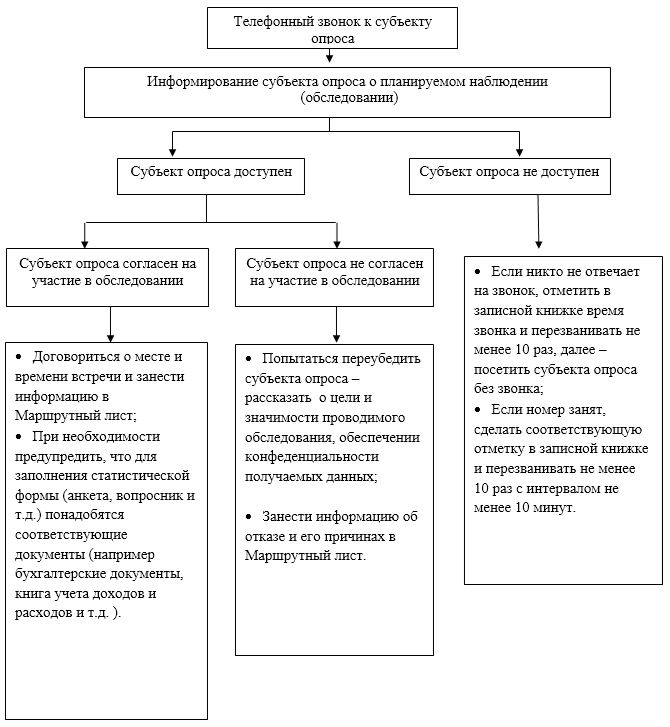 Телефонный звонок к субъекту
опроса
Информирование субъекта опроса о планируемом наблюдении
(обследовании)
Субъект опроса доступен
Субъект опроса не доступен
Субъект опроса согласен на
участие в обследовании
Субъект опроса не согласен
на участие в обследовании
• Договориться о месте и
времени встречи и занести
информацию в
Маршрутный лист;
• При необходимости
предупредить, что для
заполнения статистической
формы (анкета, вопросник и
т.д.) понадобятся
соответствующие
документы (например
бухгалтерские документы,
книга учета доходов и
расходов и т.д. ).
• Попытаться переубедить
субъекта опроса –
рассказать о цели и
значимости проводимого
обследования, обеспечении
конфеденциальности
получаемых данных;
• Занести информацию об
отказе и его причинах в
Маршрутный лист.
• Если никто не отвечает
на звонок, отметить в
записной книжке время
звонка и перезванивать не
менее 10 раз, далее –
посетить субъекта опроса
без звонка;
• Если номер занят,
сделать соответствующую
отметку в записной книжке
и перезванивать не менее
10 раз с интервалом не
менее 10 минут.